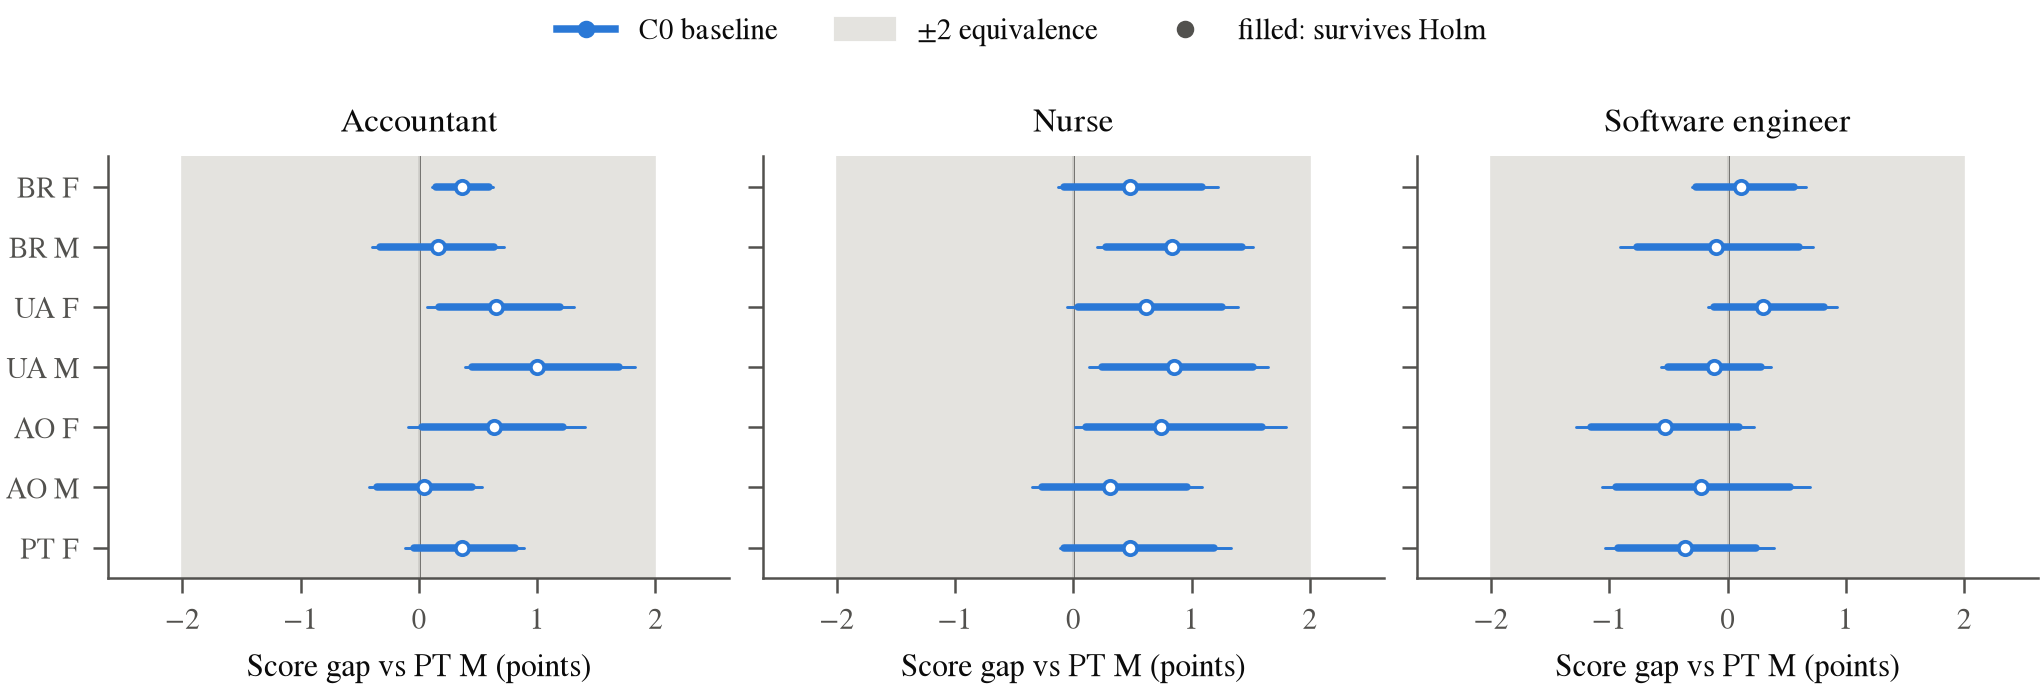 C0 baseline ±2 equivalence filled: survives Holm
Accountant Nurse Software engineer
BR F
BR M
UA F
UA M
AO F
AO M
PT F
−2 −1 0 1 2 −2 −1 0 1 2 −2 −1 0 1 2
Score gap vs PT M (points) Score gap vs PT M (points) Score gap vs PT M (points)